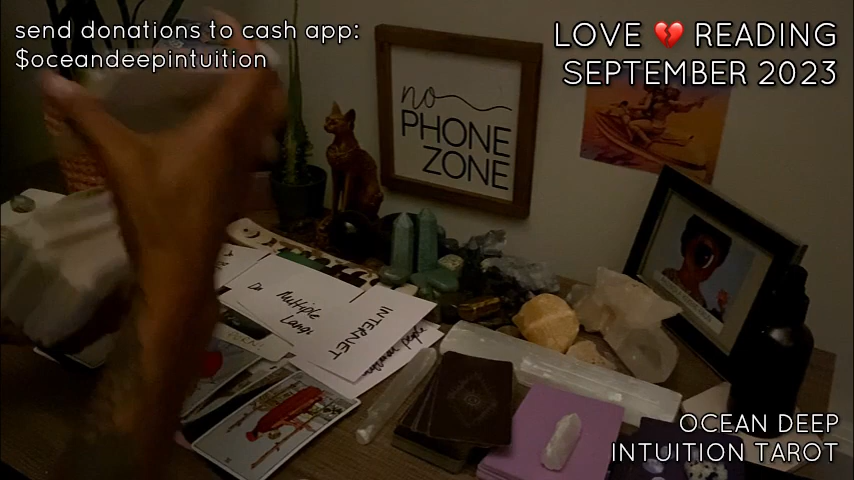 send donations to cash app:
$oceandeepintuition
LOVE 💔 READING
SEPTEMBER 2023
no
PHONE
ZONE
Multiple
INTERNET
people
OCEAN DEEP
INTUITION TAROT